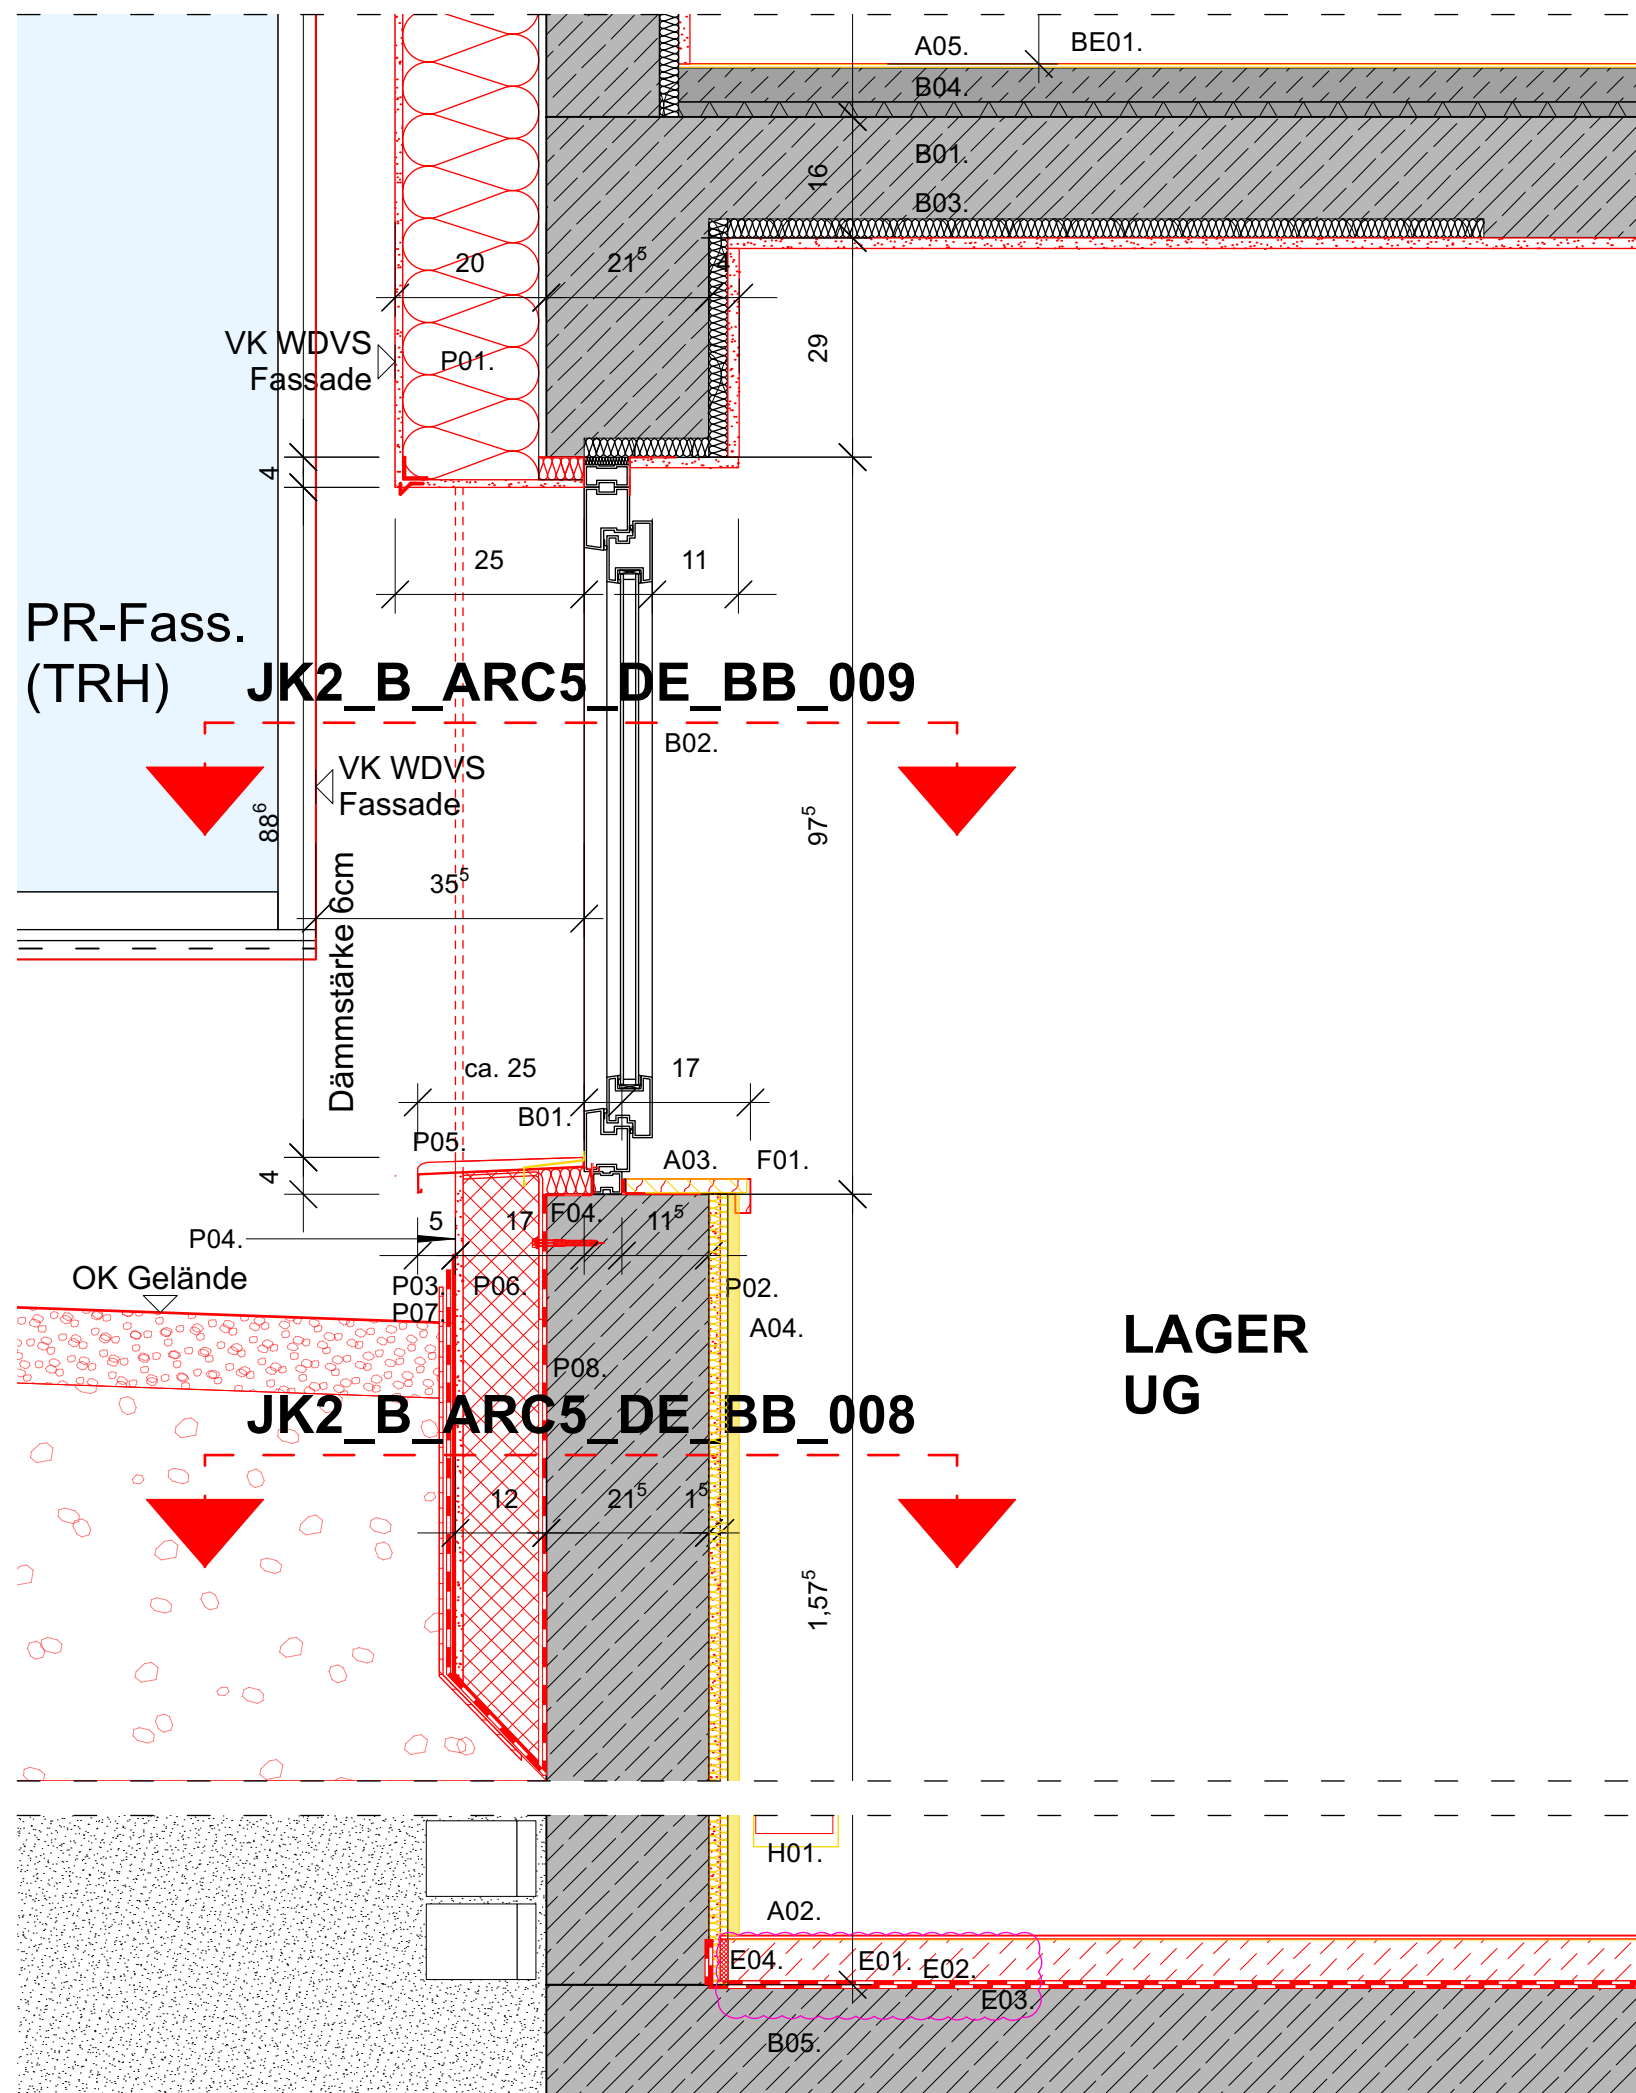 A05.
BE01.
B04.
B01.
16
B03.
20
21⁵
4
VK WDVS
Fassade
P01.
29
4
25
11
PR-Fass.
(TRH)
JK2_B_ARC5_DE_BB_009
B02.
VK WDVS
Fassade
88⁶
97⁵
35⁵
Dämmstärke 6cm
ca. 25
17
B01.
P05.
A03.
F01.
4
5
17
F04.
11⁵
P04.
OK Gelände
P03.
P06.
P02.
P07.
A04.
LAGER
UG
P08.
JK2_B_ARC5_DE_BB_008
12
21⁵
1⁵
1,57⁵
H01.
A02.
E04.
E01.
E02.
E03.
B05.